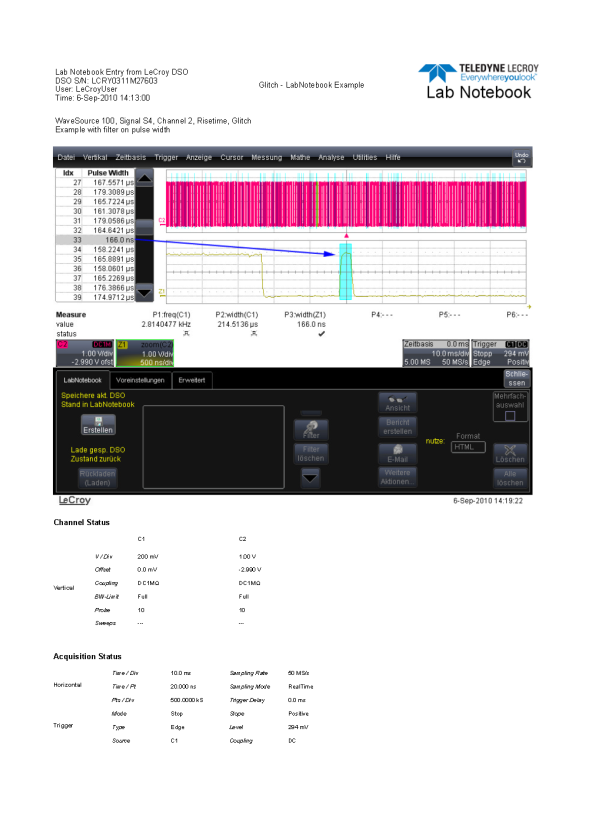 Lab Notebook Entry from LeCroy DSO
DSO S/N: LCRY0311M27603
User: LeCroyUser
Time: 6-Sep-2010 14:13:00
Glitch - LabNotebook Example
TELEDYNE LECROY
Everywhereyoulook
Lab Notebook
WaveSource 100, Signal S4, Channel 2, Risetime, Glitch
Example with filter on pulse width
Datei Vertikal Zeitbasis Trigger Anzeige Cursor Messung Mathe Analyse Utilities Hilfe Undo
Idx Pulse Width
27 167.5571 µs
28 179.3089 µs
29 165.7224 µs
30 161.3078 µs
31 179.0586 µs
32 164.6421 µs
33 166.0 ns
34 158.2241 µs
35 165.8891 µs
36 158.0601 µs
37 165.2269 µs
38 176.3866 µs
39 174.9712 µs
C2
Z1
Measure P1:freq(C1) P2:width(C1) P3:width(Z1) P4:- - - P5:- - - P6:- - -
value 2.8140477 kHz 214.5136 µs 166.0 ns
status
C2 DC1M
1.00 V/div
-2.990 V ofst
Z1 zoom(C2)
1.00 V/div
500 ns/div
Zeitbasis 0.0 ms
10.0 ms/div
5.00 MS 50 MS/s
Trigger C1 DC
Stopp 294 mV
Edge Positiv
LabNotebook Voreinstellungen Erweitert
Schlie-
ssen
Speichere akt. DSO
Stand in LabNotebook
Erstellen
Lade gesp. DSO
Zustand zurück
Rückladen
(Laden)
Filter
Filter
löschen
Ansicht
Bericht
erstellen
E-Mail
Weitere
Aktionen
nutze:
Format
HTML
Mehrfach-
auswahl
Löschen
Alle
löschen
LeCroy 6-Sep-2010 14:19:22
Channel Status
C1 C2
Vertical
V / Div 200 mV 1.00 V
Offset 0.0 mV -2.990 V
Coupling DC1MΩ DC1MΩ
BW-Limit Full Full
Probe 10 10
Sweeps --- ---
Acquisition Status
Time / Div 10.0 ms Sampling Rate 50 MS/s
Horizontal Time / Pt 20.000 ns Sampling Mode RealTime
Pts / Div 500.0000 kS Trigger Delay 0.0 ms
Mode Stop Slope Positive
Trigger Type Edge Level 294 mV
Source C1 Coupling DC